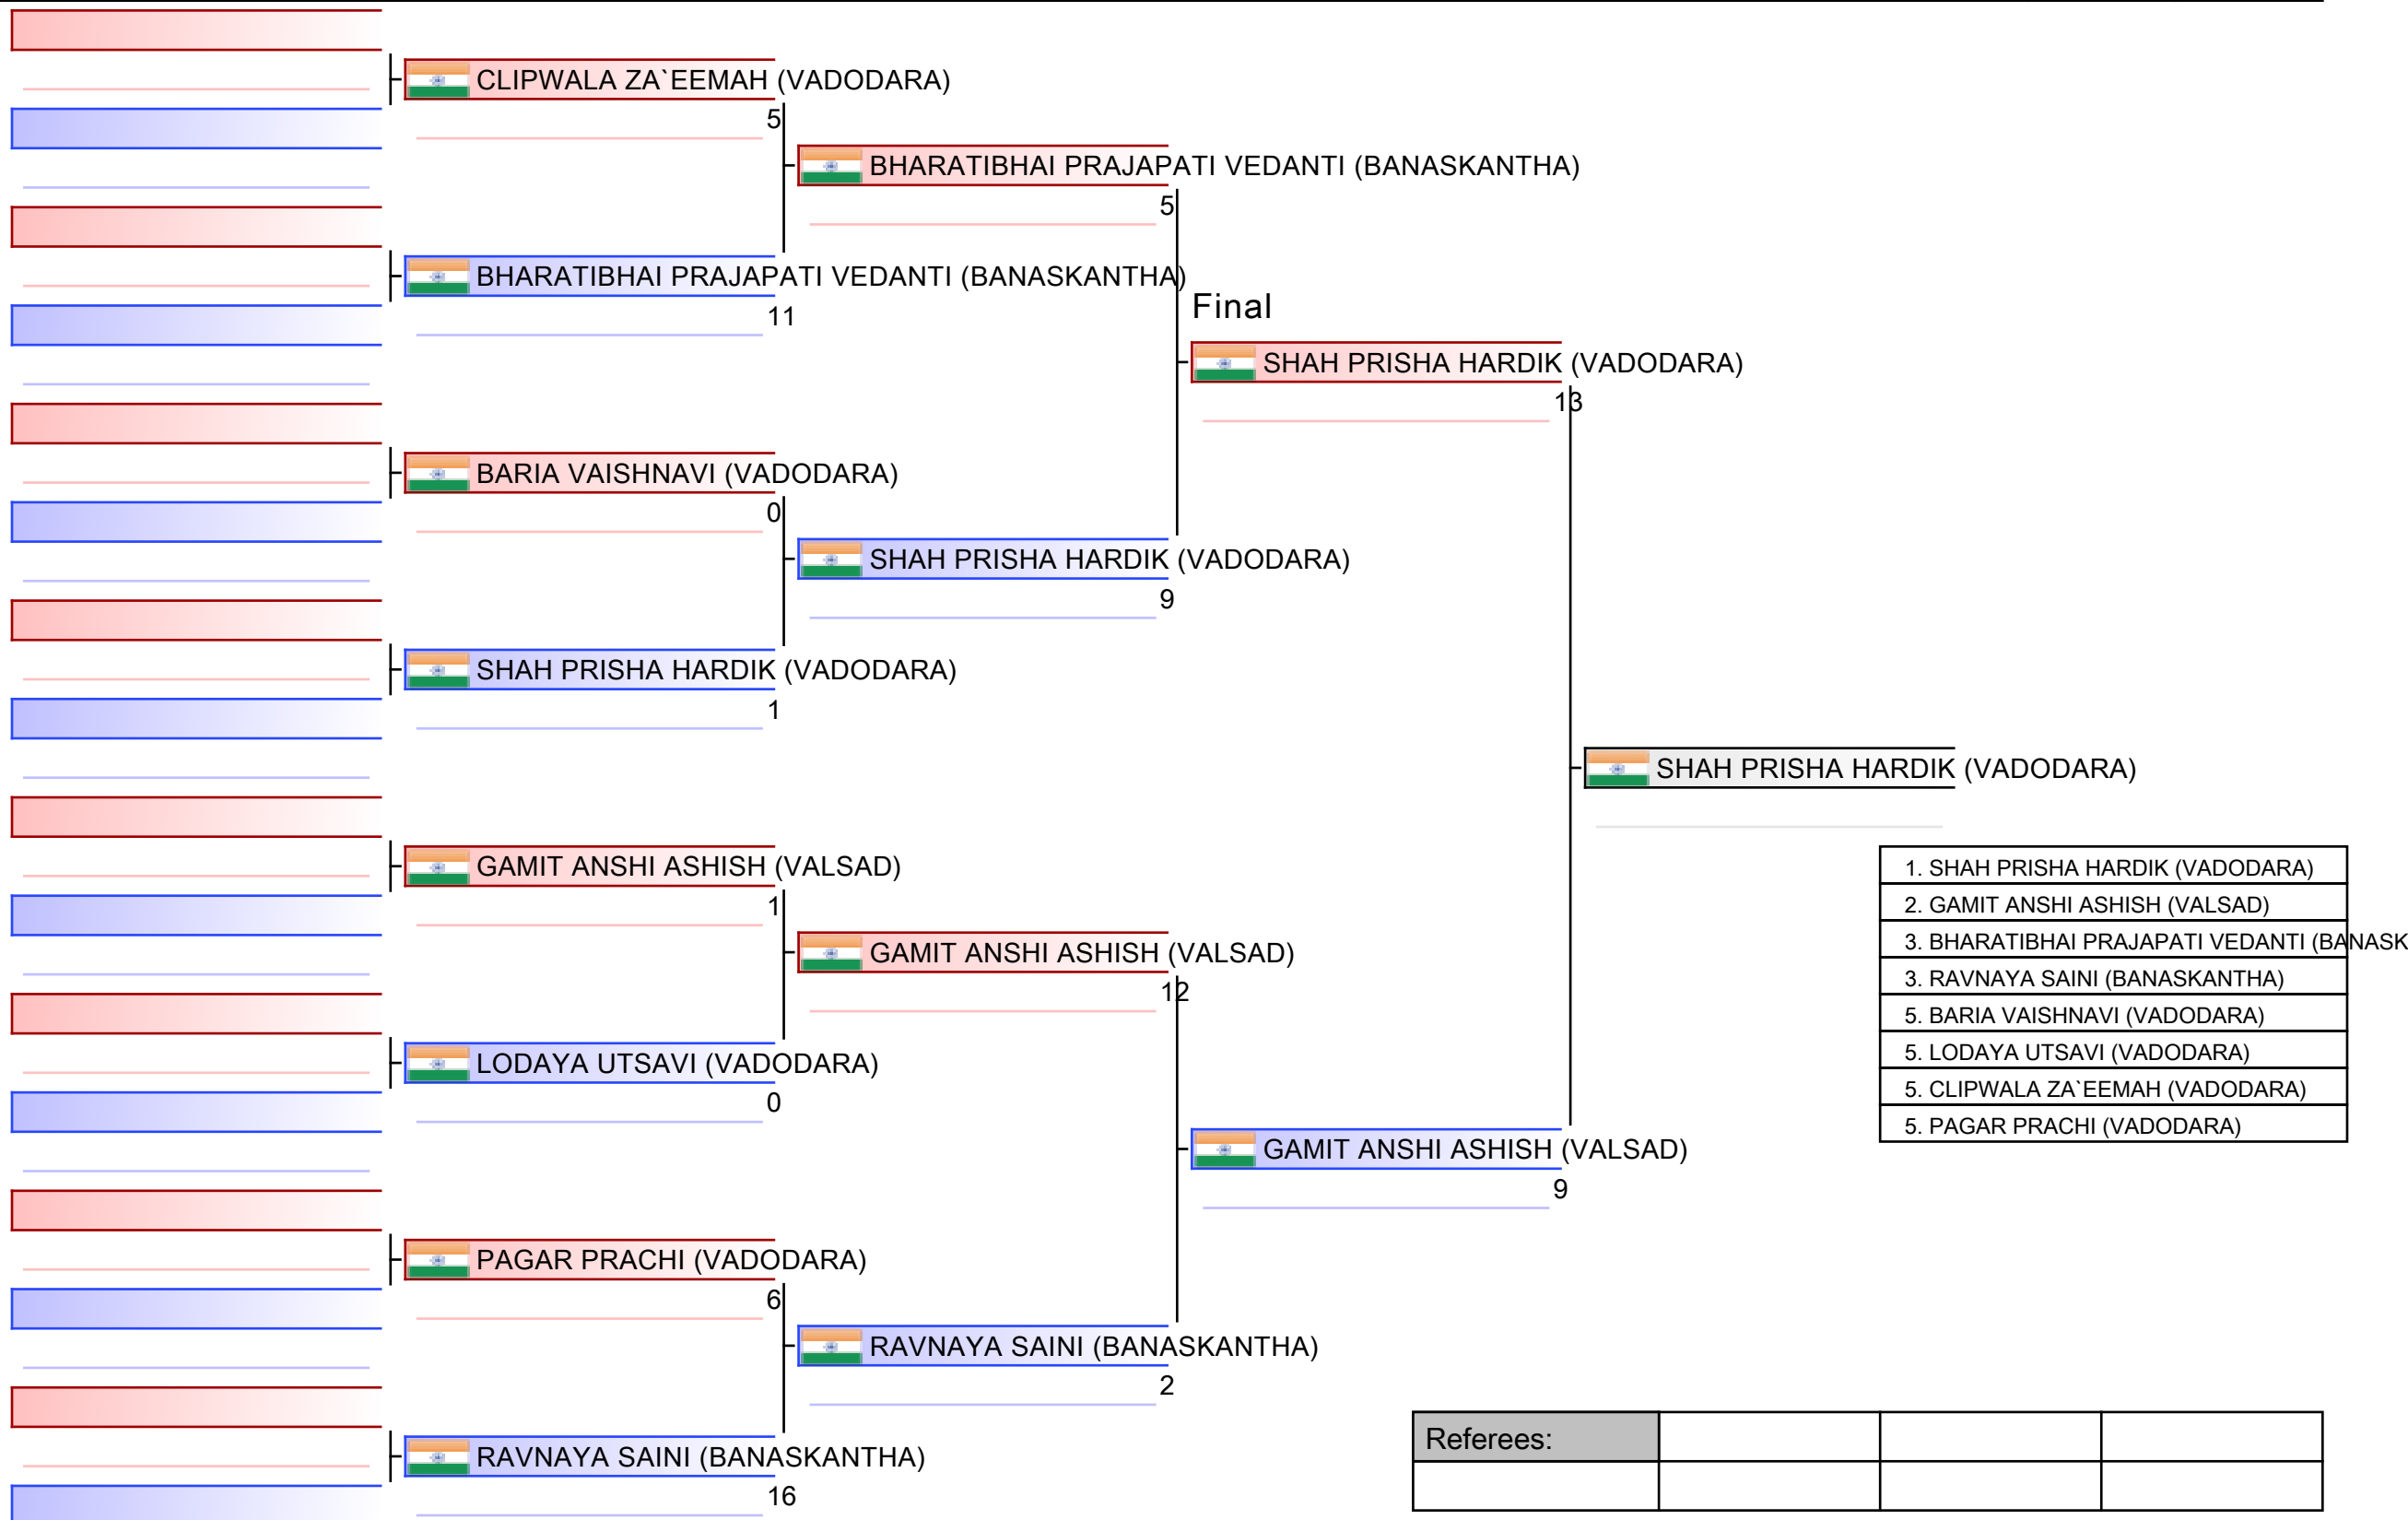 CLIPWALA ZA`EEMAH (VADODARA)
5
BHARATIBHAI PRAJAPATI VEDANTI (BANASKANTHA)
5
BHARATIBHAI PRAJAPATI VEDANTI (BANASKANTHA)
11
Final
SHAH PRISHA HARDIK (VADODARA)
13
BARIA VAISHNAVI (VADODARA)
0
SHAH PRISHA HARDIK (VADODARA)
9
SHAH PRISHA HARDIK (VADODARA)
1
SHAH PRISHA HARDIK (VADODARA)
GAMIT ANSHI ASHISH (VALSAD)
1
GAMIT ANSHI ASHISH (VALSAD)
12
LODAYA UTSAVI (VADODARA)
0
GAMIT ANSHI ASHISH (VALSAD)
9
PAGAR PRACHI (VADODARA)
6
RAVNAYA SAINI (BANASKANTHA)
2
RAVNAYA SAINI (BANASKANTHA)
16
1. SHAH PRISHA HARDIK (VADODARA)
2. GAMIT ANSHI ASHISH (VALSAD)
3. BHARATIBHAI PRAJAPATI VEDANTI (BANASK
3. RAVNAYA SAINI (BANASKANTHA)
5. BARIA VAISHNAVI (VADODARA)
5. LODAYA UTSAVI (VADODARA)
5. CLIPWALA ZA`EEMAH (VADODARA)
5. PAGAR PRACHI (VADODARA)
Referees: